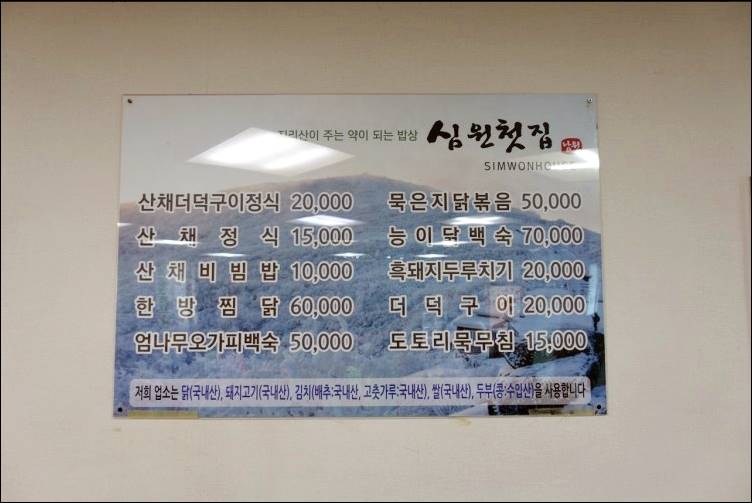 지리산이 주는 약이 되는 밥상 심원첫집
SIMWONHOUSE
산채더덕구이정식 20,000
산채정식 15,000
산채비빔밥 10,000
한방찜닭 60,000
엄나무오가피백숙 50,000
묵은지닭볶음 50,000
능이닭백숙 70,000
흑돼지두루치기 20,000
더덕구이 20,000
도토리묵무침 15,000
저희 업소는 닭(국내산), 돼지고기(국내산), 김치(배추:국내산, 고춧가루:국내산), 쌀(국내산), 두부(콩:수입산)을 사용합니다